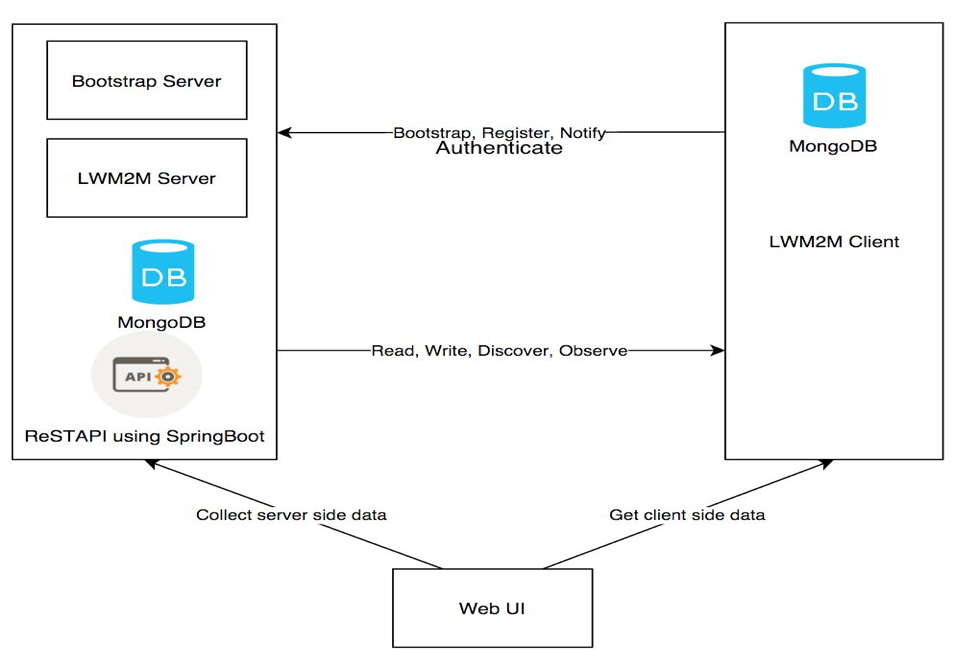 Bootstrap Server
LWM2M Server
DB
MongoDB
API
ReSTAPI using SpringBoot
Bootstrap, Register, Notify
Authenticate
Read, Write, Discover, Observe
DB
MongoDB
LWM2M Client
Collect server side data
Get client side data
Web UI